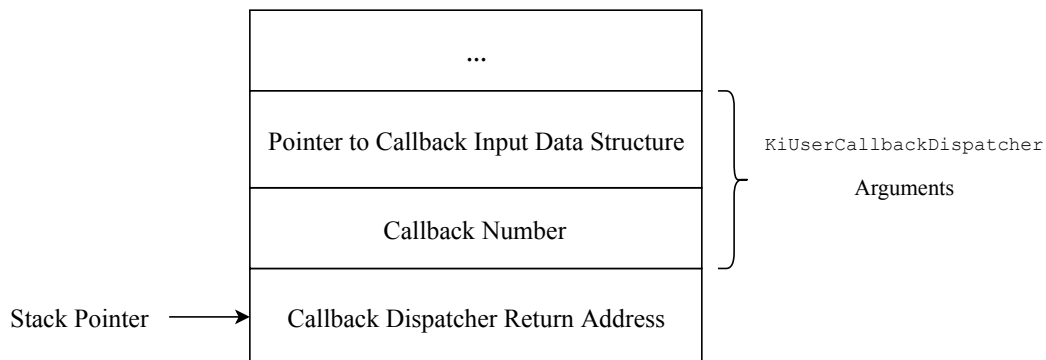 ...
Pointer to Callback Input Data Structure
KiUserCallbackDispatcher
Arguments
Callback Number
Stack Pointer
Callback Dispatcher Return Address